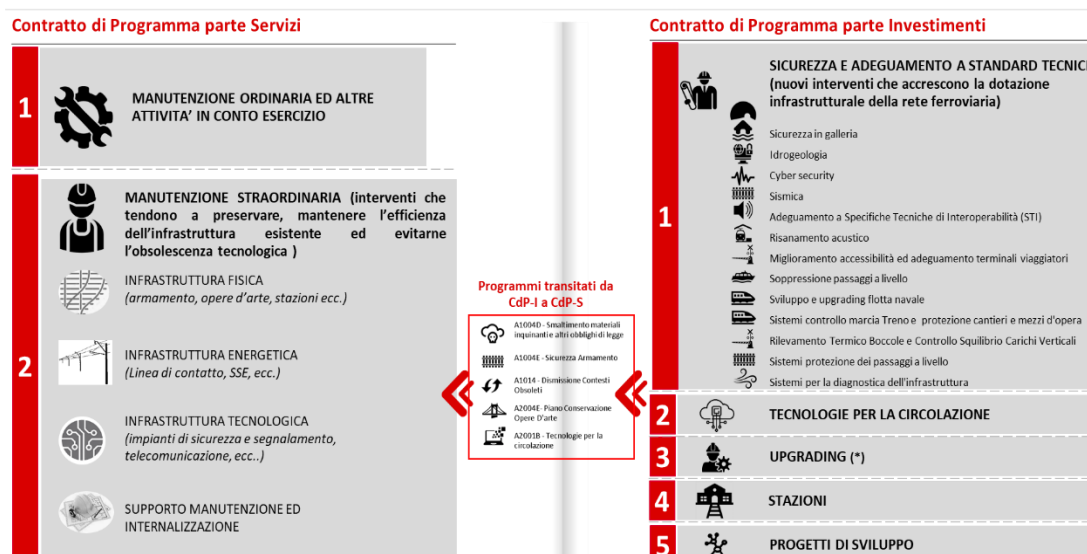 Contratto di Programma parte Servizi
1
MANUTENZIONE ORDINARIA ED ALTRE
ATTIVITA' IN CONTO ESERCIZIO
2
MANUTENZIONE STRAORDINARIA (interventi che
tendono a preservare, mantenere l'efficienza
dell'infrastruttura esistente ed evitarne
l'obsolescenza tecnologica )
INFRASTRUTTURA FISICA
(armamento, opere d'arte, stazioni ecc.)
INFRASTRUTTURA ENERGETICA
(Linea di contatto, SSE, ecc.)
INFRASTRUTTURA TECNOLOGICA
(impianti di sicurezza e segnalamento,
telecomunicazione, ecc..)
SUPPORTO MANUTENZIONE ED
INTERNALIZZAZIONE
Programmi transitati da
CdP-I a CdP-S
A1004D - Smaltimento materiali
inquinanti e altri obblighi di legge
A1004E - Sicurezza Armamento
A1014 - Dismissione Contesti
Obsoleti
A2004E- Piano Conservazione
Opere D'arte
A2001B - Tecnologie per la
circolazione
Contratto di Programma parte Investimenti
1
SICUREZZA E ADEGUAMENTO A STANDARD TECNICI
(nuovi interventi che accrescono la dotazione
infrastrutturale della rete ferroviaria)
Sicurezza in galleria
Idrogeologia
Cyber security
Sismica
Adeguamento a Specifiche Tecniche di Interoperabilità (STI)
Risanamento acustico
Miglioramento accessibilità ed adeguamento terminali viaggiatori
Soppressione passaggi a livello
Sviluppo e upgrading flotta navale
Sistemi controllo marcia Treno e protezione cantieri e mezzi d'opera
Rilevamento Termico Boccole e Controllo Squilibrio Carichi Verticali
Sistemi protezione dei passaggi a livello
Sistemi per la diagnostica dell'infrastruttura
2
TECNOLOGIE PER LA CIRCOLAZIONE
3
UPGRADING (*)
4
STAZIONI
5
PROGETTI DI SVILUPPO